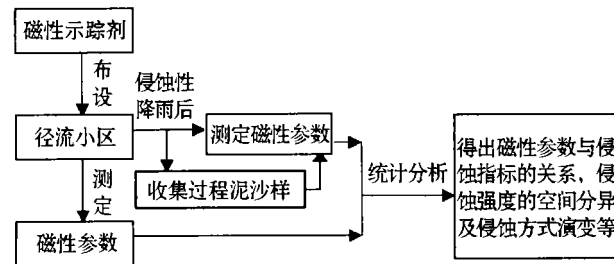 磁性示踪剂
布设
侵蚀性
降雨后
径流小区
测定磁性参数
收集过程泥沙样
测定
磁性参数
统计分析
得出磁性参数与侵
蚀指标的关系、侵
蚀强度的空间分异
及侵蚀方式演变等